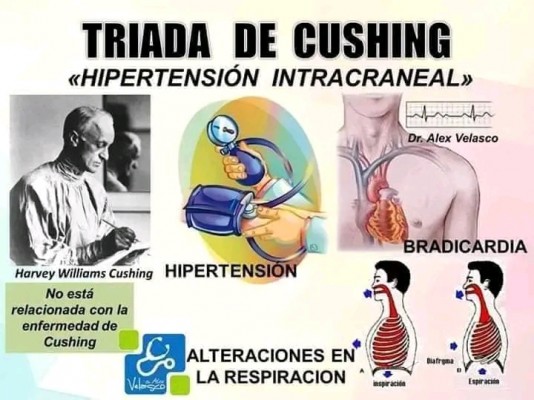 TRIADA DE CUSHING
«HIPERTENSIÓN INTRACRANEAL»
Dr. Alex Velasco
Harvey Williams Cushing
HIPERTENSIÓN
BRADICARDIA
No está
relacionada con la
enfermedad de
Cushing
ALTERACIONES EN
LA RESPIRACION
Velasco
A
inspiración
Diafrgma
B
Espiración